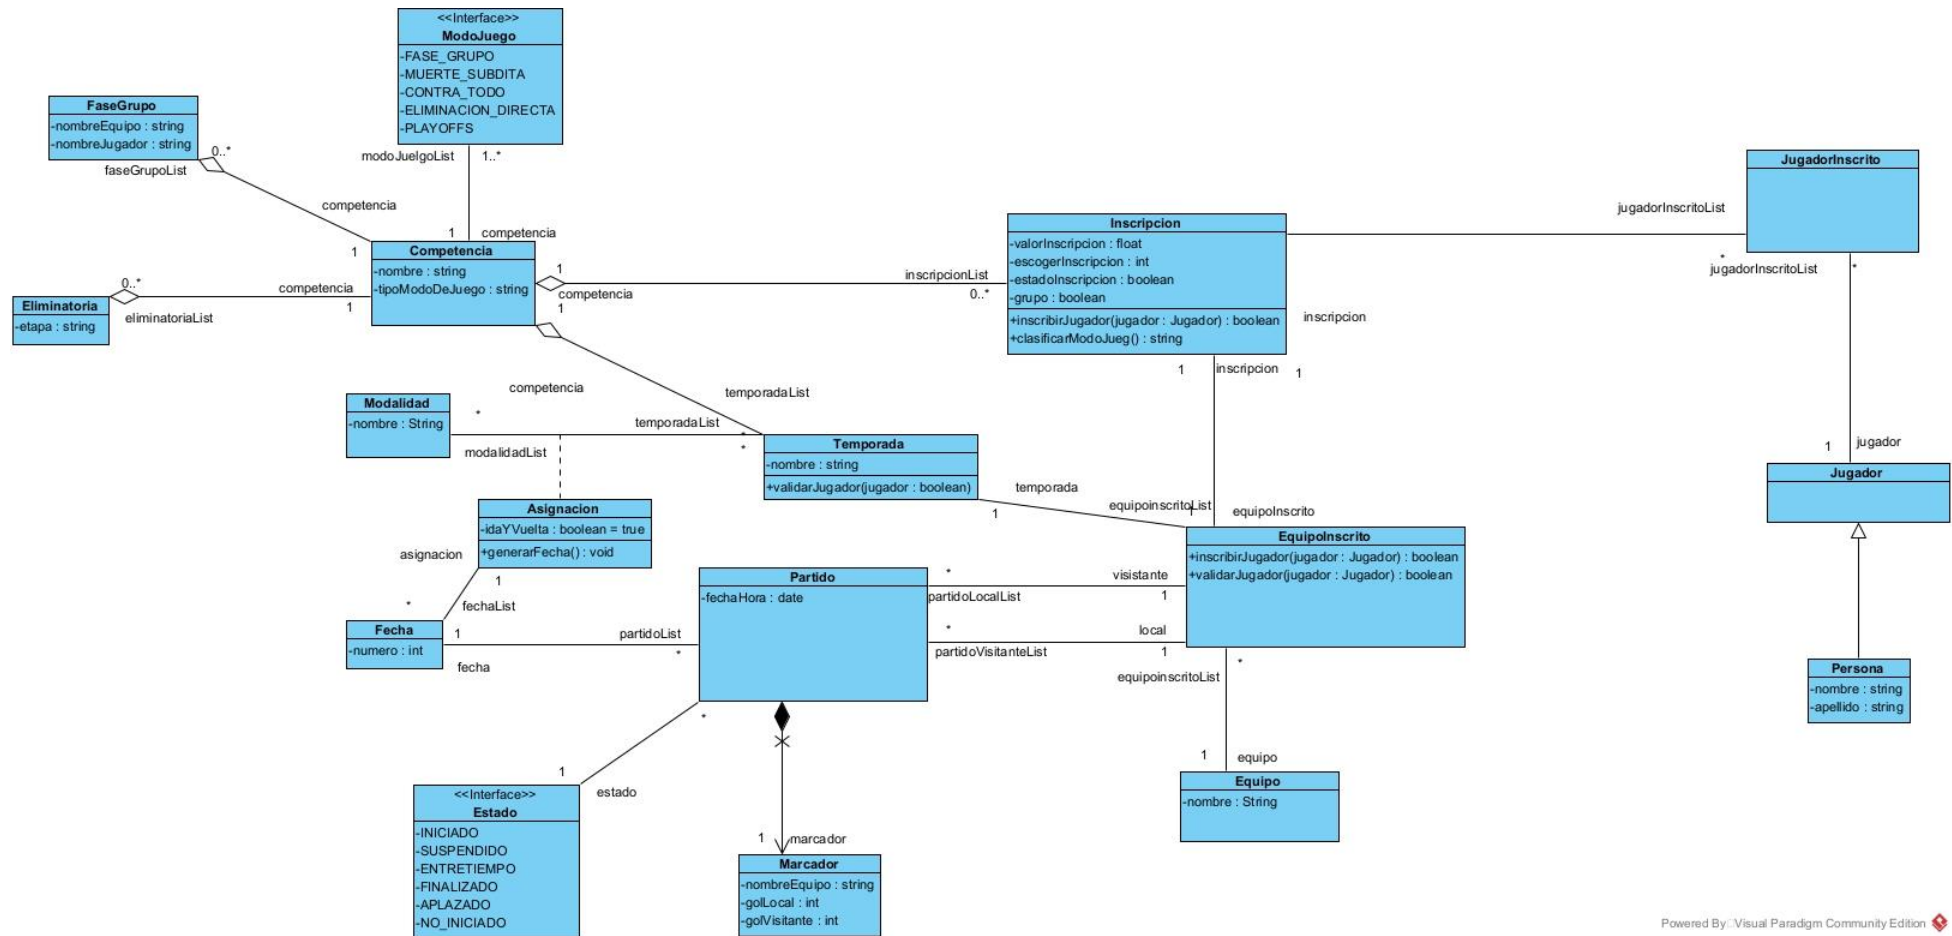 <<Interface>>
ModoJuego
-FASE_GRUPO
-MUERTE_SUBDITA
-CONTRA_TODO
-ELIMINACION_DIRECTA
-PLAYOFFS
modoJuelgoList
1..*
FaseGrupo
-nombreEquipo : string
-nombreJugador : string
0..*
faseGrupoList
competencia
1
1
competencia
Competencia
-nombre : string
-tipoModoDeJuego : string
Eliminatoria
-etapa : string
0..*
eliminatoriaList
competencia
1
1
competencia
1
inscripcionList
0..*
Inscripcion
-valorInscripcion : float
-escogerInscripcion : int
-estadoInscripcion : boolean
-grupo : boolean
+inscribirJugador(jugador : Jugador) : boolean
+clasificarModoJueg() : string
inscripcion
1
1
inscripcion
JugadorInscrito
jugadorInscritoList
*
jugadorInscritoList
*
1
jugador
Jugador
Persona
-nombre : string
-apellido : string
competencia
temporadaList
Modalidad
-nombre : String
*
modalidadList
temporadaList
*
*
Temporada
-nombre : string
+validarJugador(jugador : boolean)
temporada
1
equipoinscritoList
1
equipoInscrito
Asignacion
-idaYVuelta : boolean = true
+generarFecha() : void
asignacion
1
*
fechaList
Fecha
-numero : int
1
fecha
partidoList
*
Partido
-fechaHora : date
*
partidoLocalList
visistante
1
*
partidoVisitanteList
local
1
EquipoInscrito
+inscribirJugador(jugador : Jugador) : boolean
+validarJugador(jugador : Jugador) : boolean
equipoinscritoList
*
1
equipo
Equipo
-nombre : String
*
1
estado
<<Interface>>
Estado
-INICIADO
-SUSPENDIDO
-ENTRETIEMPO
-FINALIZADO
-APLAZADO
-NO_INICIADO
1
marcador
Marcador
-nombreEquipo : string
-golLocal : int
-golVisitante : int
Powered By Visual Paradigm Community Edition